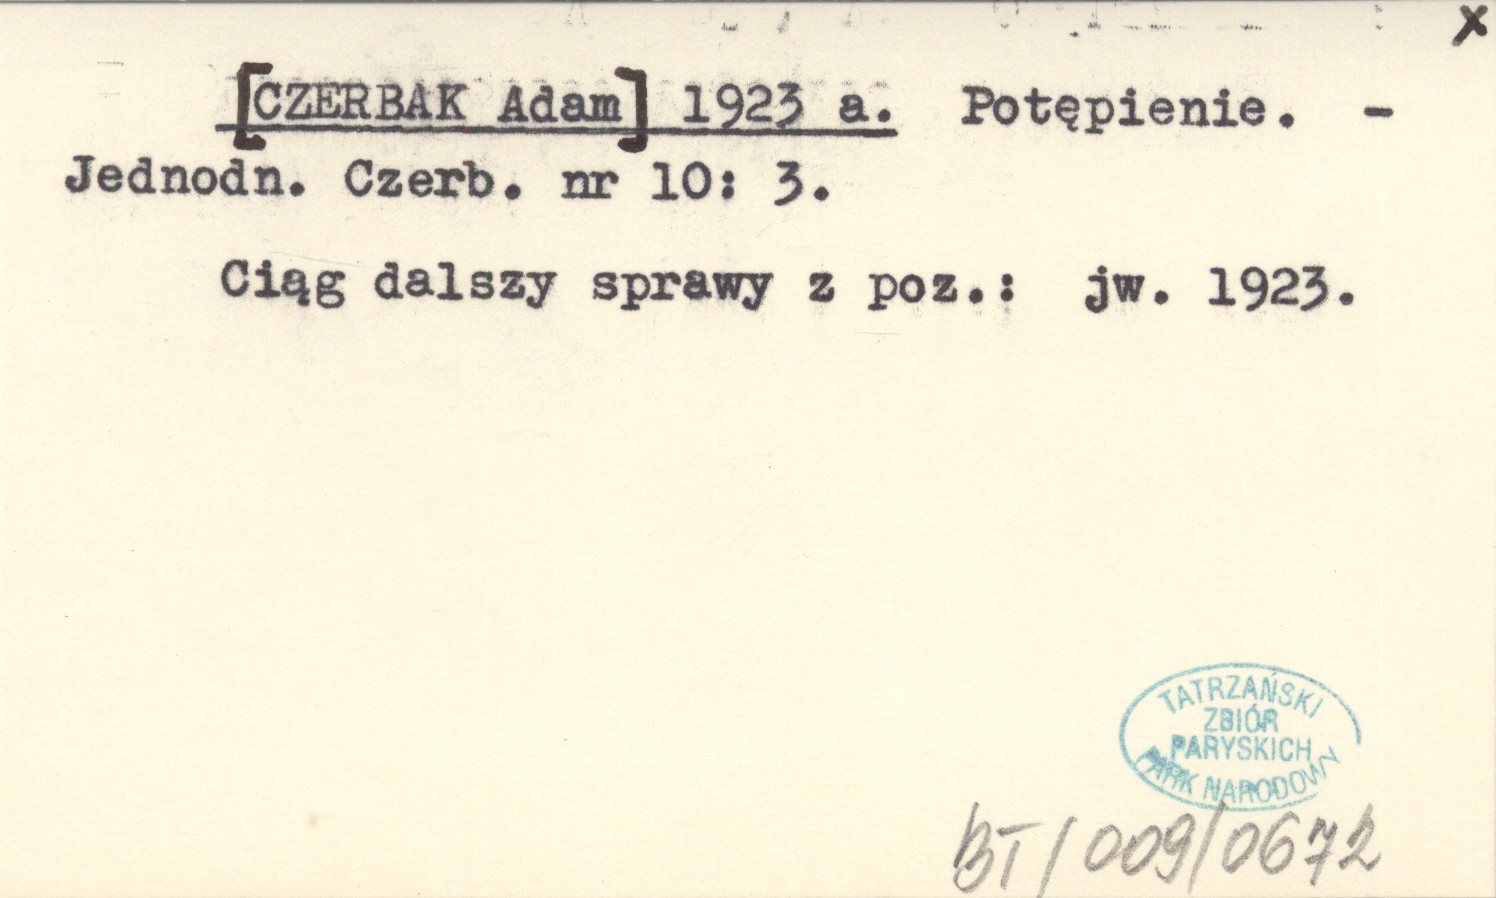 x
[CZERBAK Adam] 1923 a. Potępienie. -
Jednodn. Czerb. nr 10: 3.
Ciąg dalszy sprawy z poz.: jw. 1923.
TATRZAŃSKI
ZBIÓR
PARYSKICH
PARK NARODOWY
BT/009/0672